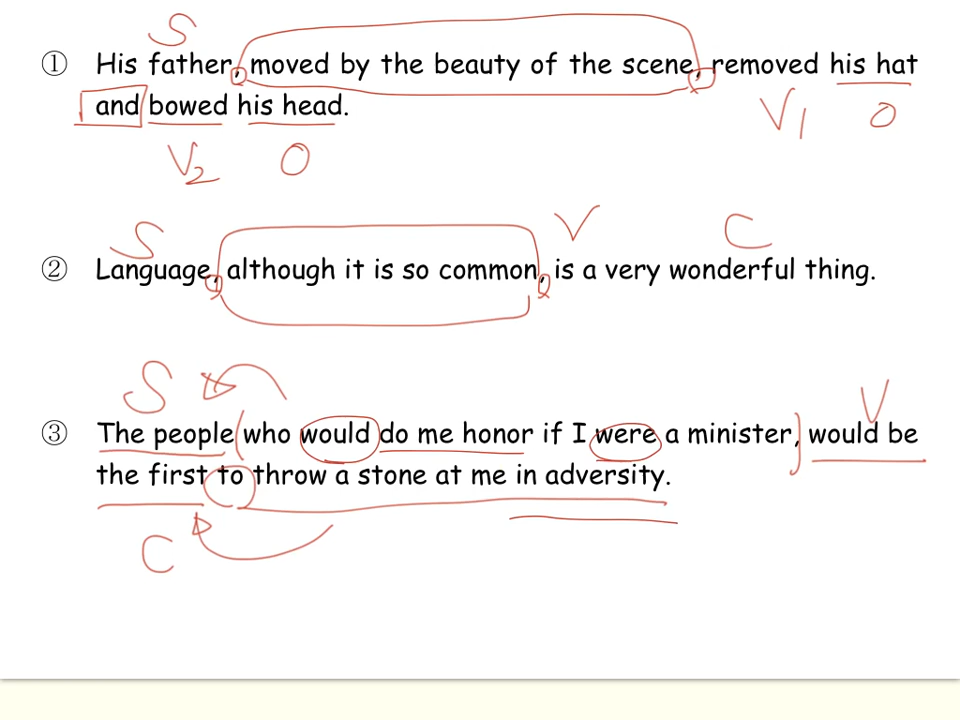 S
① His father, moved by the beauty of the scene, removed his hat
and bowed his head.
V1 O
V2 O
S V C
② Language, although it is so common, is a very wonderful thing.
S V
③ The people who would do me honor if I were a minister, would be
the first to throw a stone at me in adversity.
C